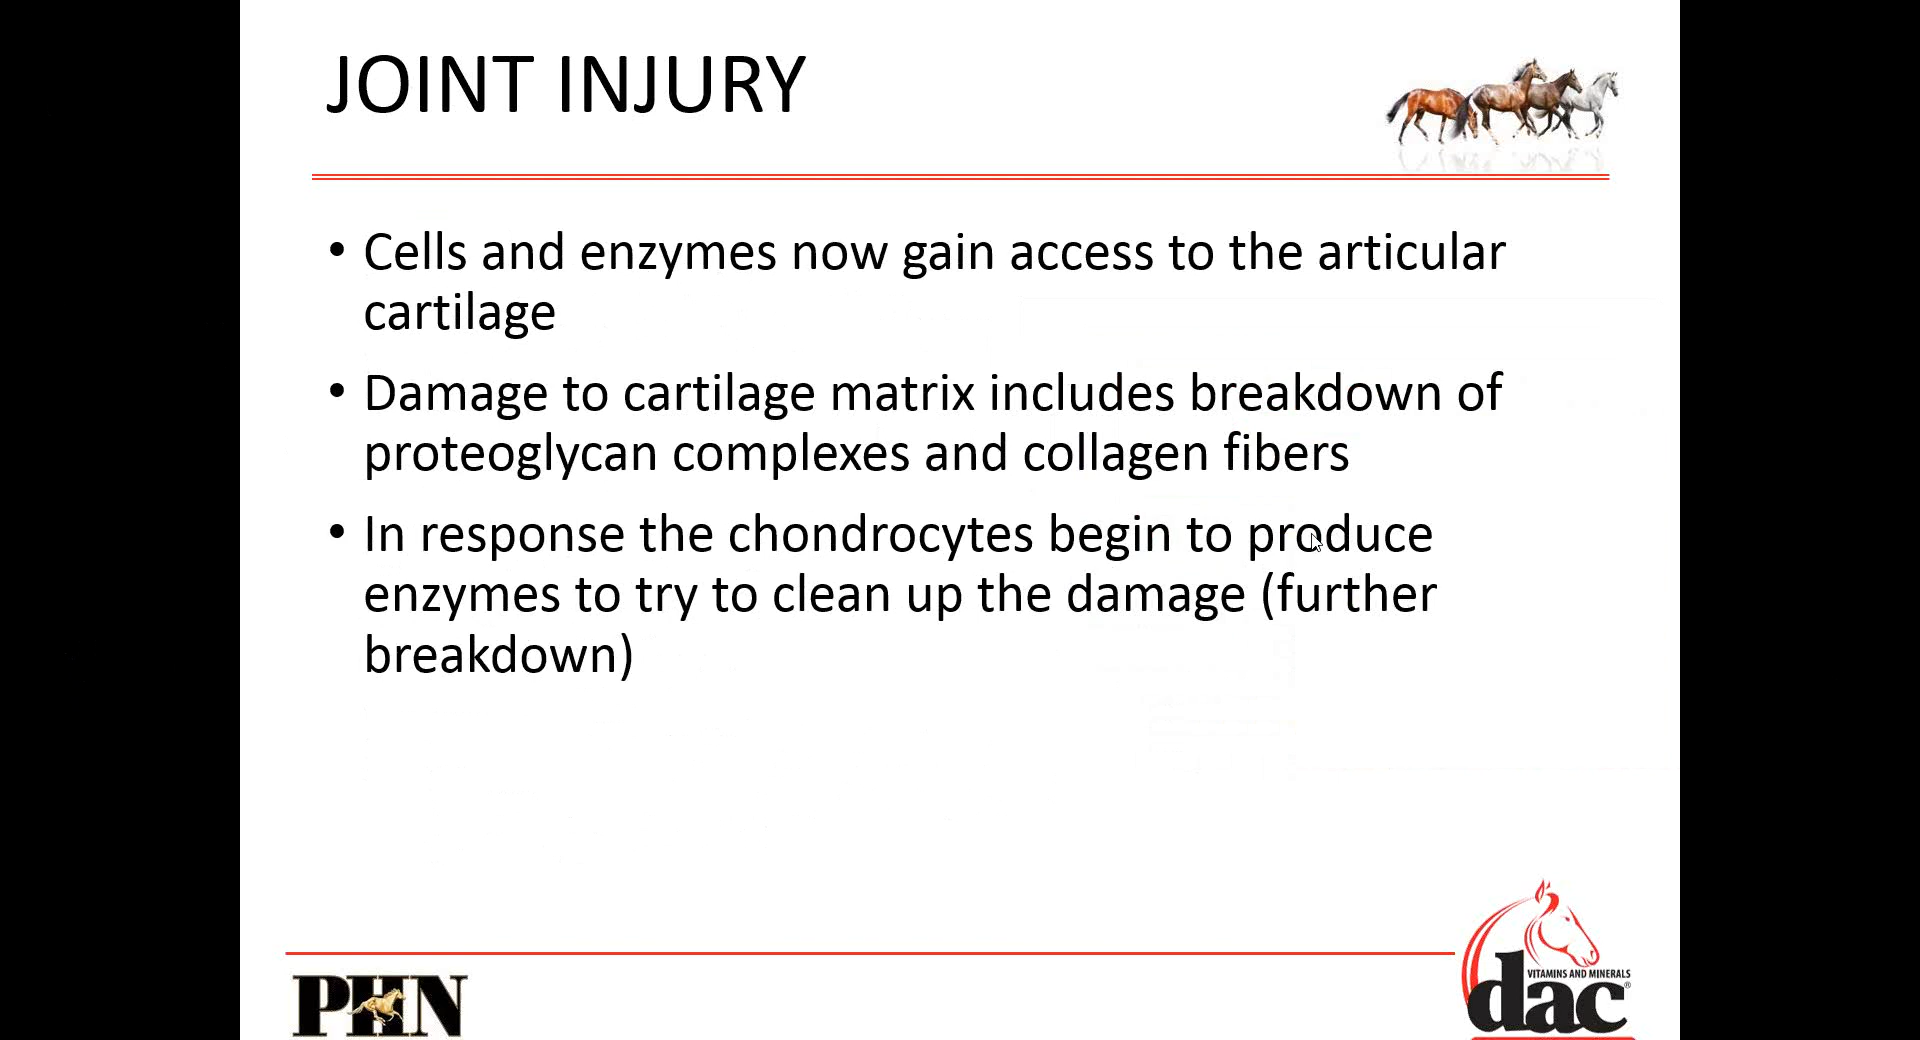 JOINT INJURY
• Cells and enzymes now gain access to the articular
cartilage
• Damage to cartilage matrix includes breakdown of
proteoglycan complexes and collagen fibers
• In response the chondrocytes begin to produce
enzymes to try to clean up the damage (further
breakdown)
PHN
VITAMINS AND MINERALS
dac®